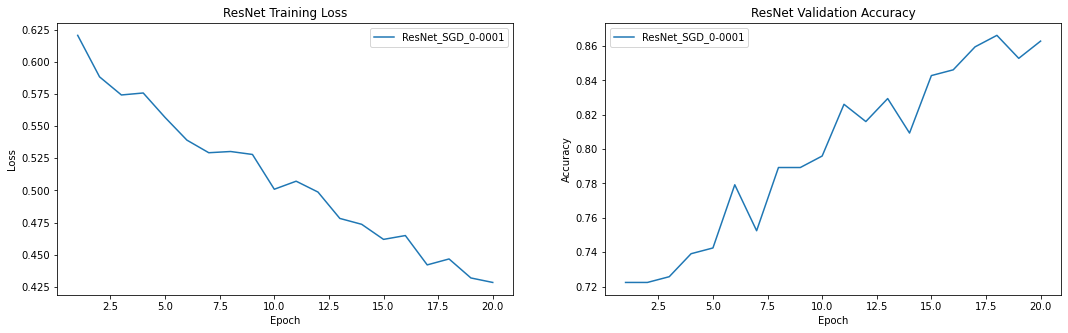 ResNet Training Loss
ResNet_SGD_0-0001
0.625
0.600
0.575
0.550
0.525
0.500
0.475
0.450
0.425
Loss
2.5 5.0 7.5 10.0 12.5 15.0 17.5 20.0
Epoch
ResNet Validation Accuracy
ResNet_SGD_0-0001
0.86
0.84
0.82
0.80
0.78
0.76
0.74
0.72
Accuracy
2.5 5.0 7.5 10.0 12.5 15.0 17.5 20.0
Epoch